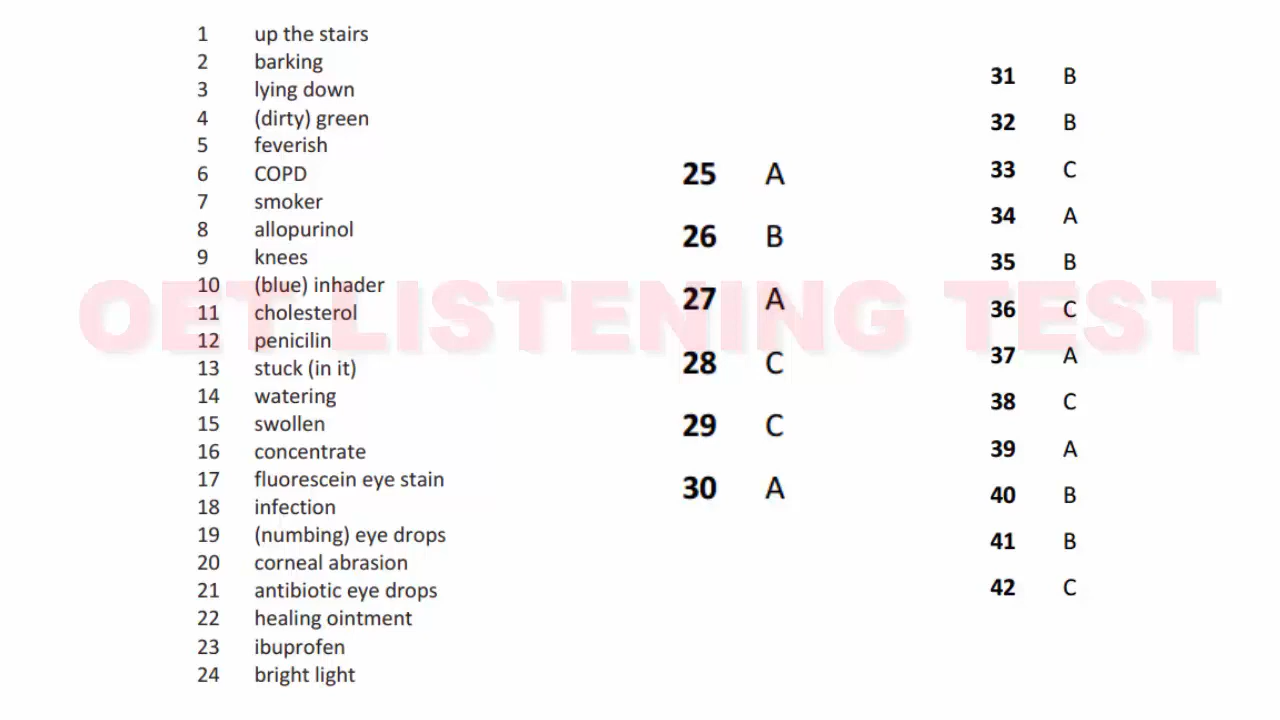 1 up the stairs
2 barking
3 lying down
4 (dirty) green
5 feverish
6 COPD
7 smoker
8 allopurinol
9 knees
10 (blue) inhader
11 cholesterol
12 penicilin
13 stuck (in it)
14 watering
15 swollen
16 concentrate
17 fluorescein eye stain
18 infection
19 (numbing) eye drops
20 corneal abrasion
21 antibiotic eye drops
22 healing ointment
23 ibuprofen
24 bright light
25 A
26 B
27 A
28 C
29 C
30 A
31 B
32 B
33 C
34 A
35 B
36 C
37 A
38 C
39 A
40 B
41 B
42 C
OET LISTENING TEST